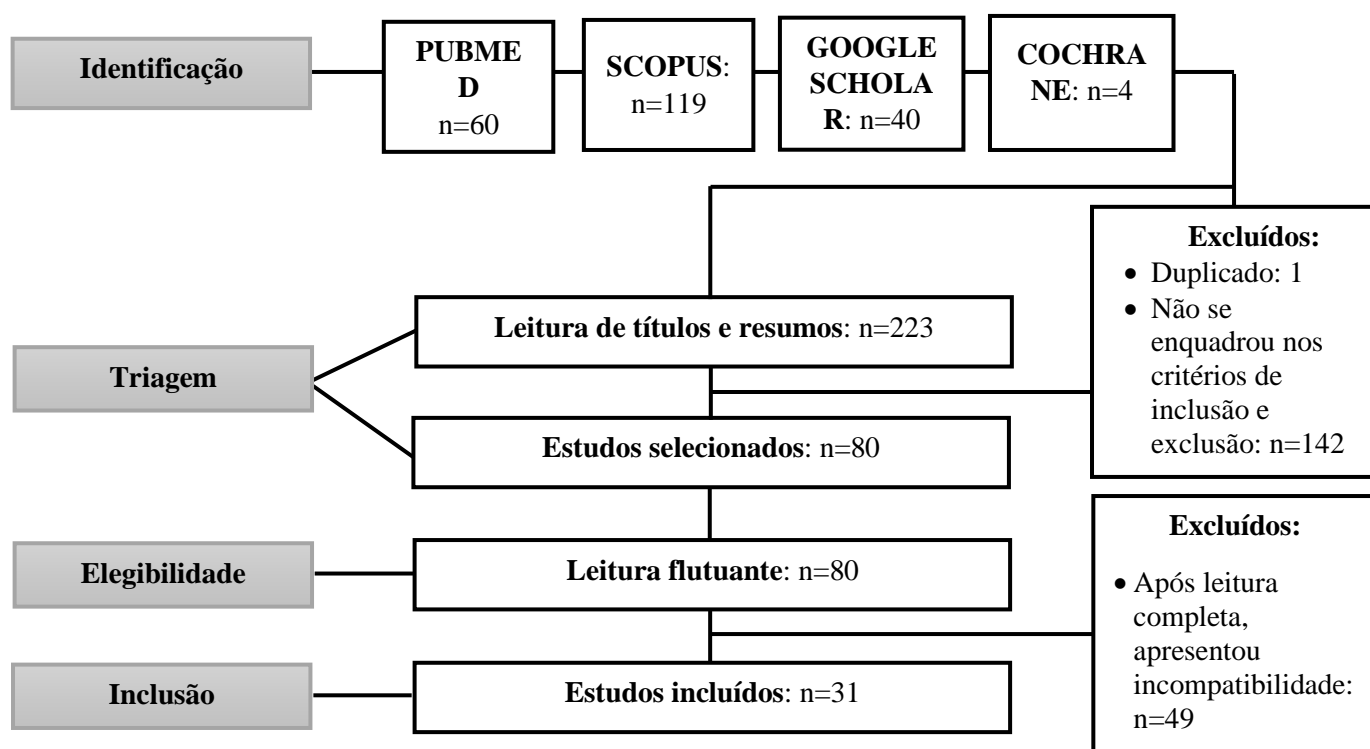 Identificação
PUBME
D
n=60
SCOPUS:
n=119
GOOGLE
SCHOLA
R: n=40
COCHRA
NE: n=4
Excluídos:
• Duplicado: 1
• Não se
enquadrou nos
critérios de
inclusão e
exclusão: n=142
Triagem
Leitura de títulos e resumos: n=223
Estudos selecionados: n=80
Elegibilidade
Leitura flutuante: n=80
Excluídos:
• Após leitura
completa,
apresentou
incompatibilidade:
n=49
Inclusão
Estudos incluídos: n=31